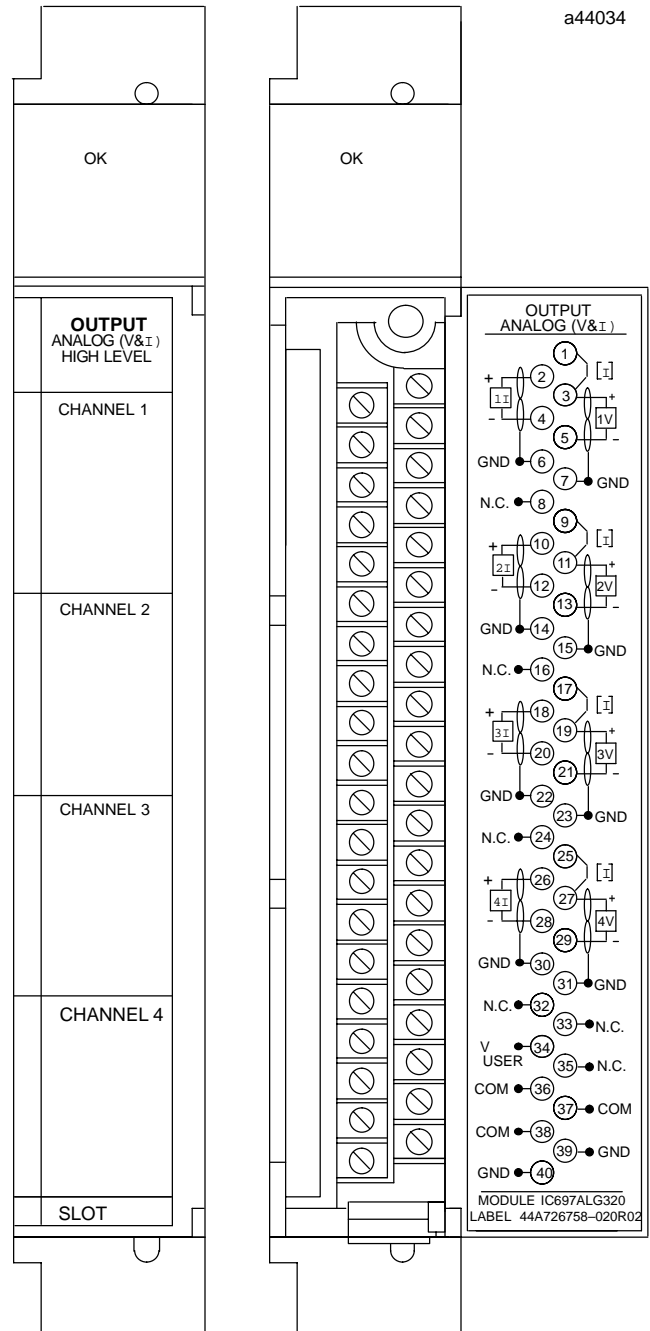 a44034
OK
OK
OUTPUT
ANALOG (V&I)
HIGH LEVEL
CHANNEL 1
CHANNEL 2
CHANNEL 3
CHANNEL 4
SLOT
OUTPUT
ANALOG (V&I)
1
+ 2 [I]
1I 3 +
- 4 1V
5 -
GND 6
7 GND
N.C. 8
9
+ 10 [I]
2I 11 +
- 12 2V
13 -
GND 14
15 GND
N.C. 16
17
+ 18 [I]
3I 19 +
- 20 3V
21 -
GND 22
23 GND
N.C. 24
25
+ 26 [I]
4I 27 +
- 28 4V
29 -
GND 30
31 GND
N.C. 32
33 N.C.
V
USER 34
35 N.C.
COM 36
37 COM
COM 38
39 GND
GND 40
MODULE IC697ALG320
LABEL 44A726758–020R02